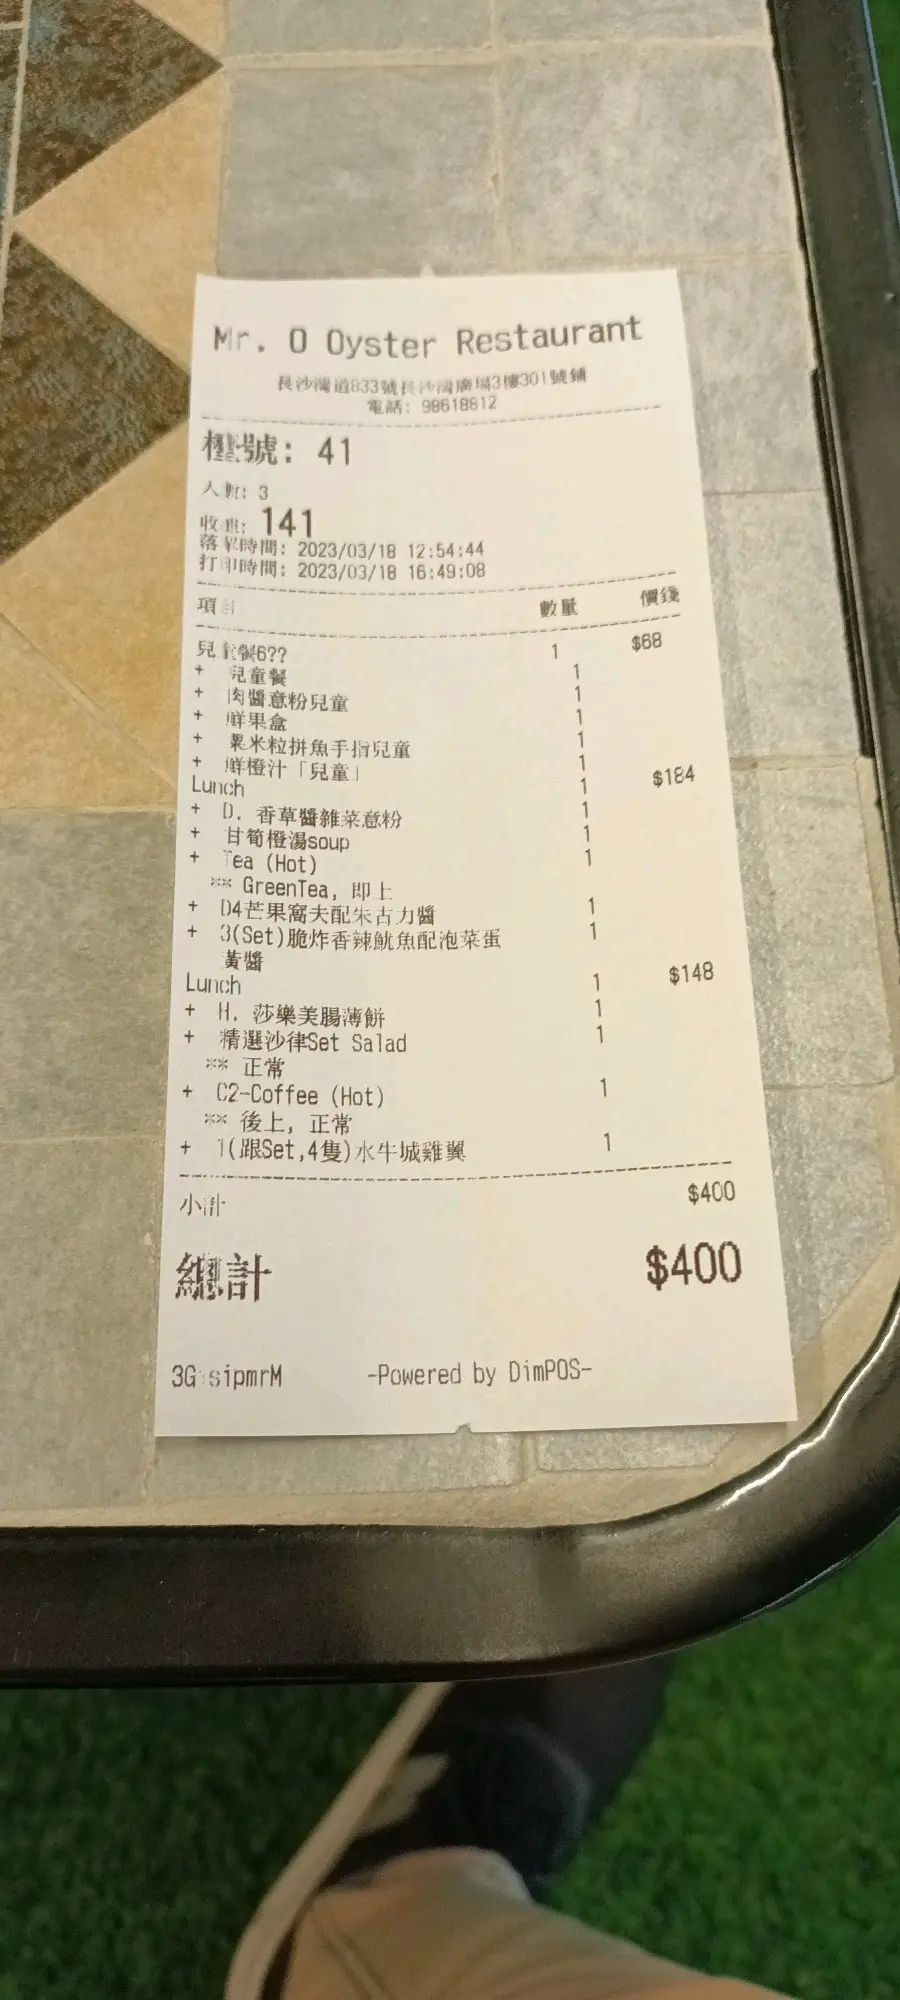 Mr. O Oyster Restaurant
長沙灣道833號長沙灣廣場3樓301號鋪
電話: 98618812
檯號: 41
人數: 3
收據: 141
落單時間: 2023/03/18 12:54:44
打印時間: 2023/03/18 16:49:08
項目 數量 價錢
兒童餐6?? 1 $68
+ 兒童餐 1
+ 肉醬意粉兒童 1
+ 鮮果盒 1
+ 粟米粒拼魚手指兒童 1
+ 鮮橙汁「兒童」 1
Lunch 1 $184
+ D. 香草醬雜菜意粉 1
+ 甘筍橙湯soup 1
+ Tea (Hot) 1
** GreenTea, 即上
+ D4芒果窩夫配朱古力醬 1
+ 3(Set)脆炸香辣魷魚配泡菜蛋 1
黃醬
Lunch 1 $148
+ H. 莎樂美腸薄餅 1
+ 精選沙律Set Salad 1
** 正常
+ C2-Coffee (Hot) 1
** 後上, 正常
+ 1(跟Set,4隻)水牛城雞翼 1
小計 $400
總計 $400
-Powered by DimPOS-